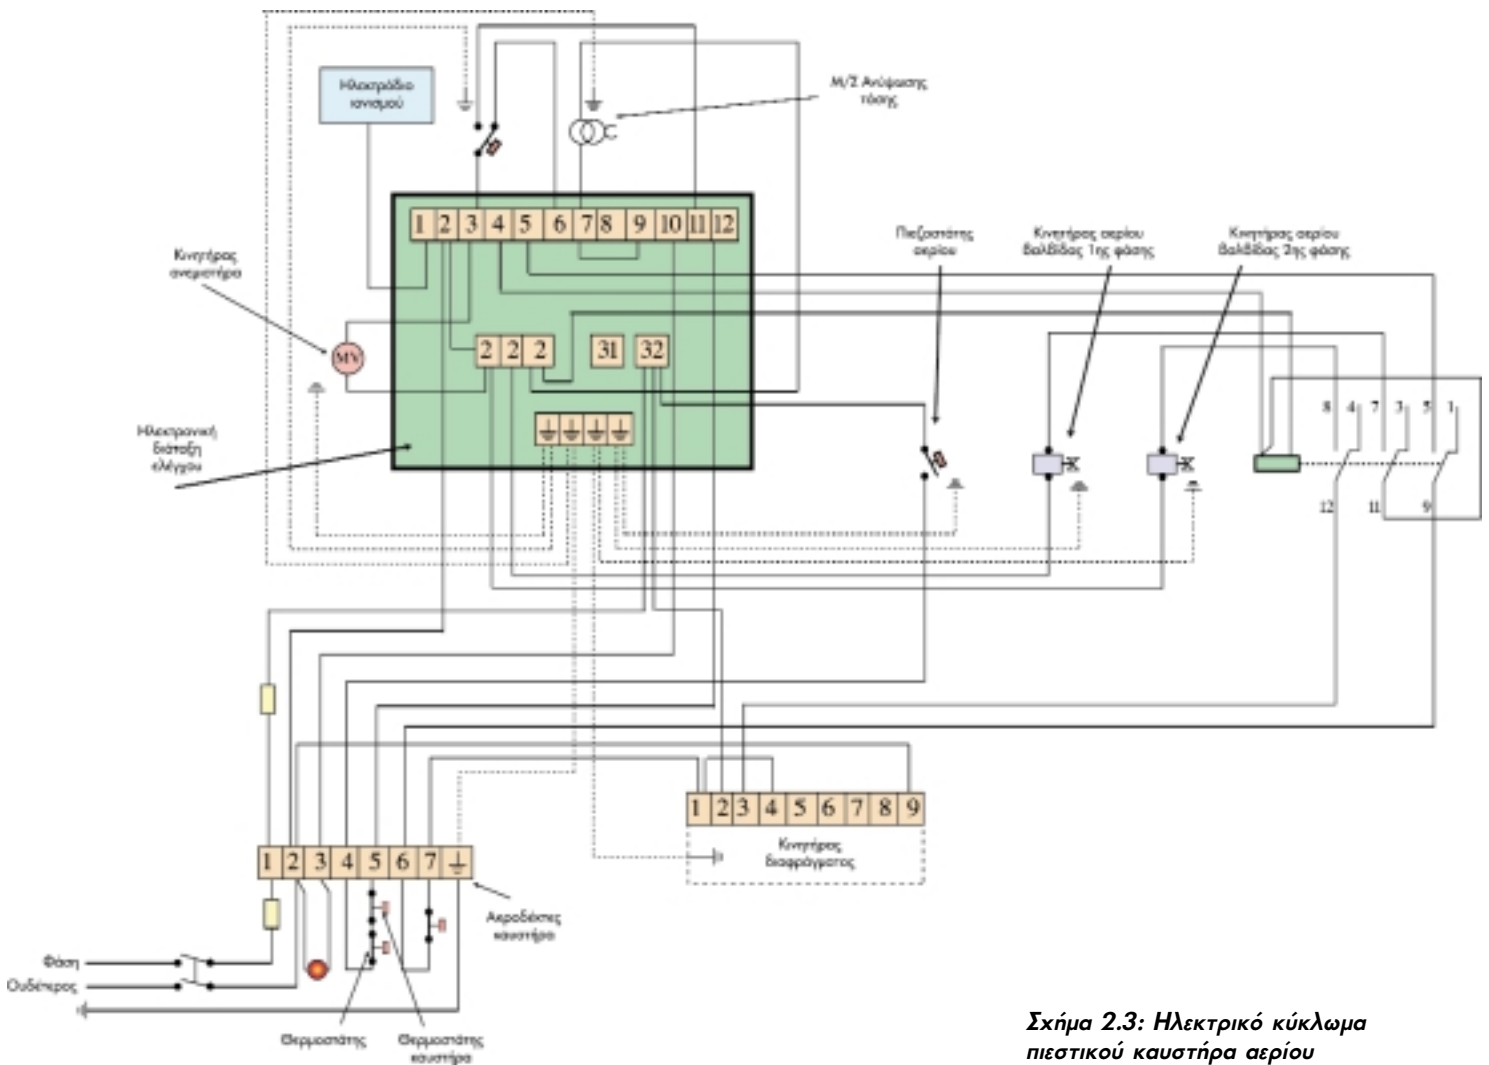 Ηλεκτρόδιο
ιονισμού
Μ/Σ Ανύψωσης
τάσης
1 2 3 4 5 6 7 8 9 10 11 12
Πιεζοστάτης
αερίου
Κινητήρας αερίου
βαλβίδας 1ης φάσης
Κινητήρας αερίου
βαλβίδας 2ης φάσης
Κινητήρας
ανεμιστήρα
MV
2 2 2 31 32
8 4 7 3 5 1
Ηλεκτρονική
διάταξη
ελέγχου
12 11 9
1 2 3 4 5 6 7 8 9
Κινητήρας
διαφράγματος
1 2 3 4 5 6 7
Ακροδέκτες
καυστήρα
Φάση
Ουδέτερος
Θερμοστάτης
Θερμοστάτης
καυστήρα
Σχήμα 2.3: Ηλεκτρικό κύκλωμα
πιεστικού καυστήρα αερίου